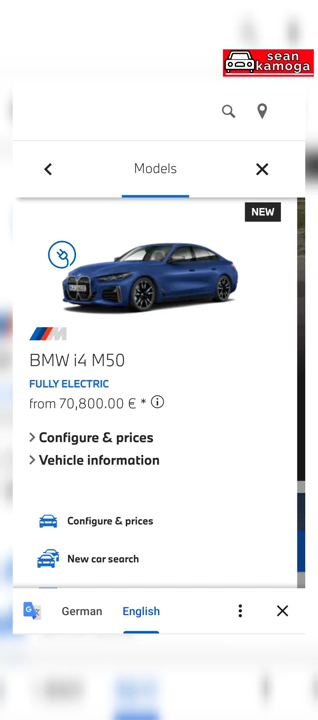 sean
kamoga
Models
NEW
M
BMW i4 M50
FULLY ELECTRIC
from 70,800.00 € * i
> Configure & prices
> Vehicle information
Configure & prices
New car search
G German English